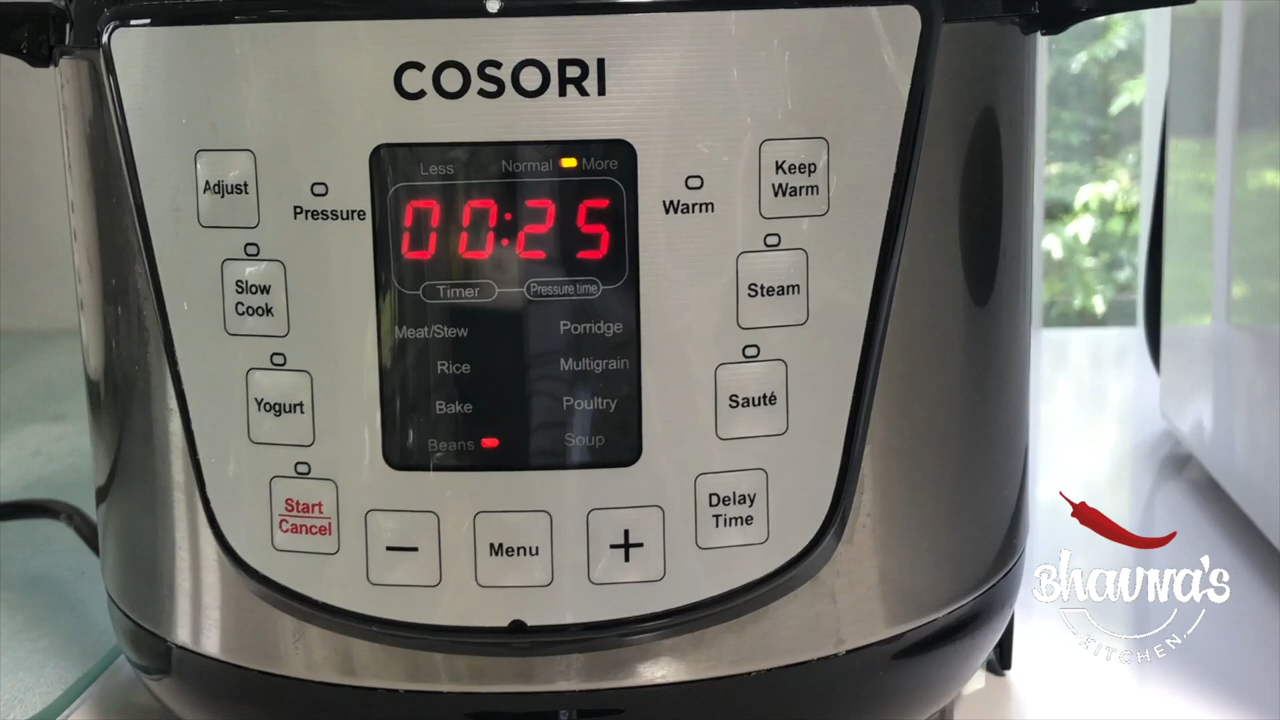 COSORI
Less Normal More
Adjust
Pressure
00:25
Warm
Keep
Warm
Timer Pressure time
Slow
Cook
Steam
Meat/Stew Porridge
Rice Multigrain
Yogurt
Bake Poultry
Sauté
Beans Soup
Start
Cancel
−
Menu
+
Delay
Time
Bhavna's
KITCHEN